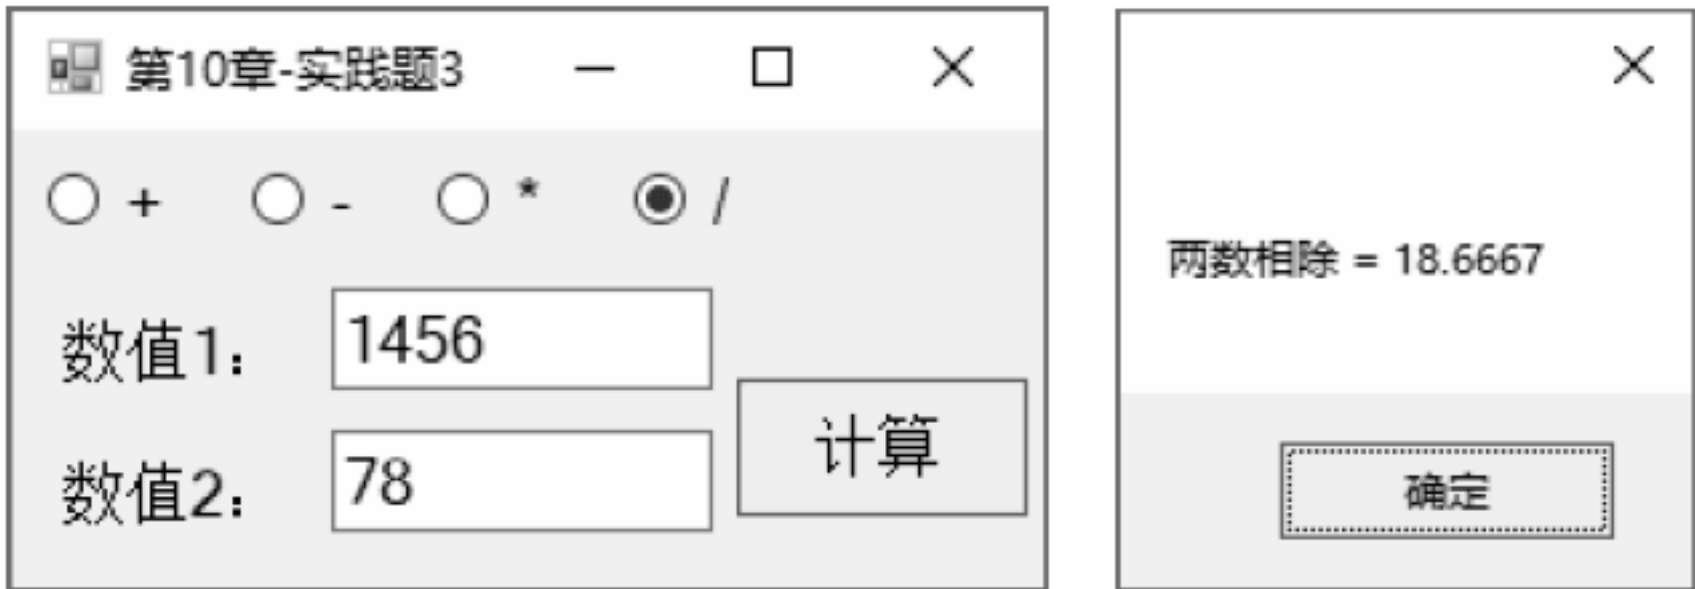 第10章-实践题3
+ - * /
数值1：
1456
数值2：
78
计算
两数相除 = 18.6667
确定